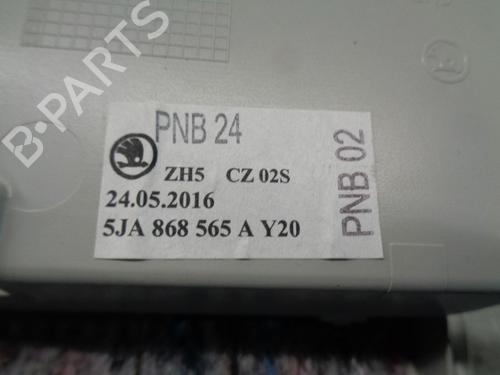 B-PARTS
PNB 24
ZH5 CZ 02S
24.05.2016
5JA 868 565 A Y20
PNB 02